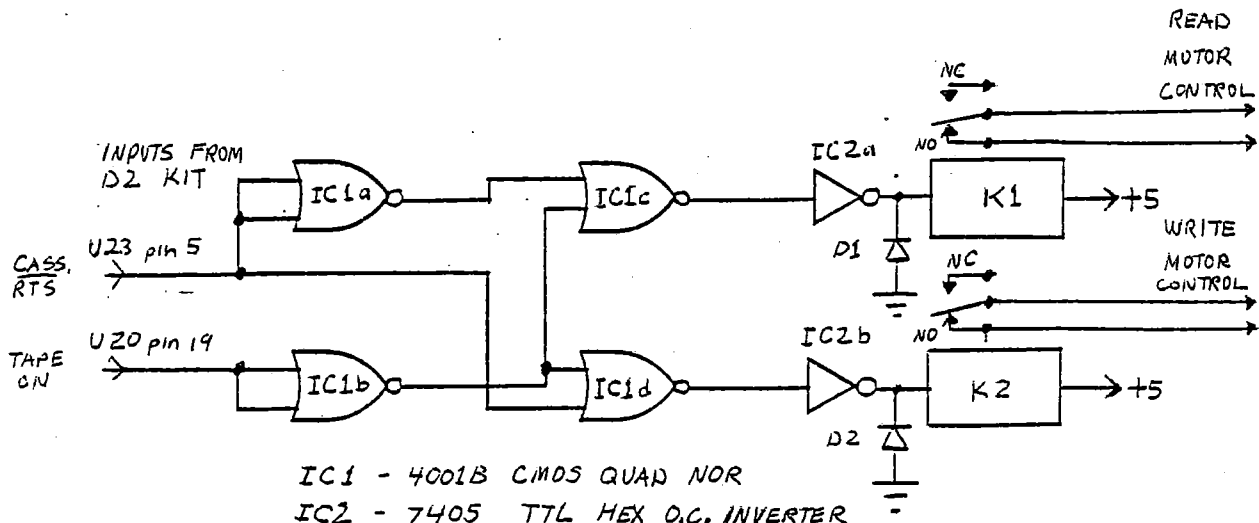 READ
MOTOR
CONTROL
NC
NO
INPUTS FROM
D2 KIT
IC2a
IC1a
IC1c
K1
+5
D1
U23 pin 5
CASS.
RTS
WRITE
MOTOR
CONTROL
NC
NO
U20 pin 19
TAPE
ON
IC2b
IC1b
IC1d
K2
+5
D2
IC1 - 4001B CMOS QUAD NOR
IC2 - 7405 TTL HEX O.C. INVERTER